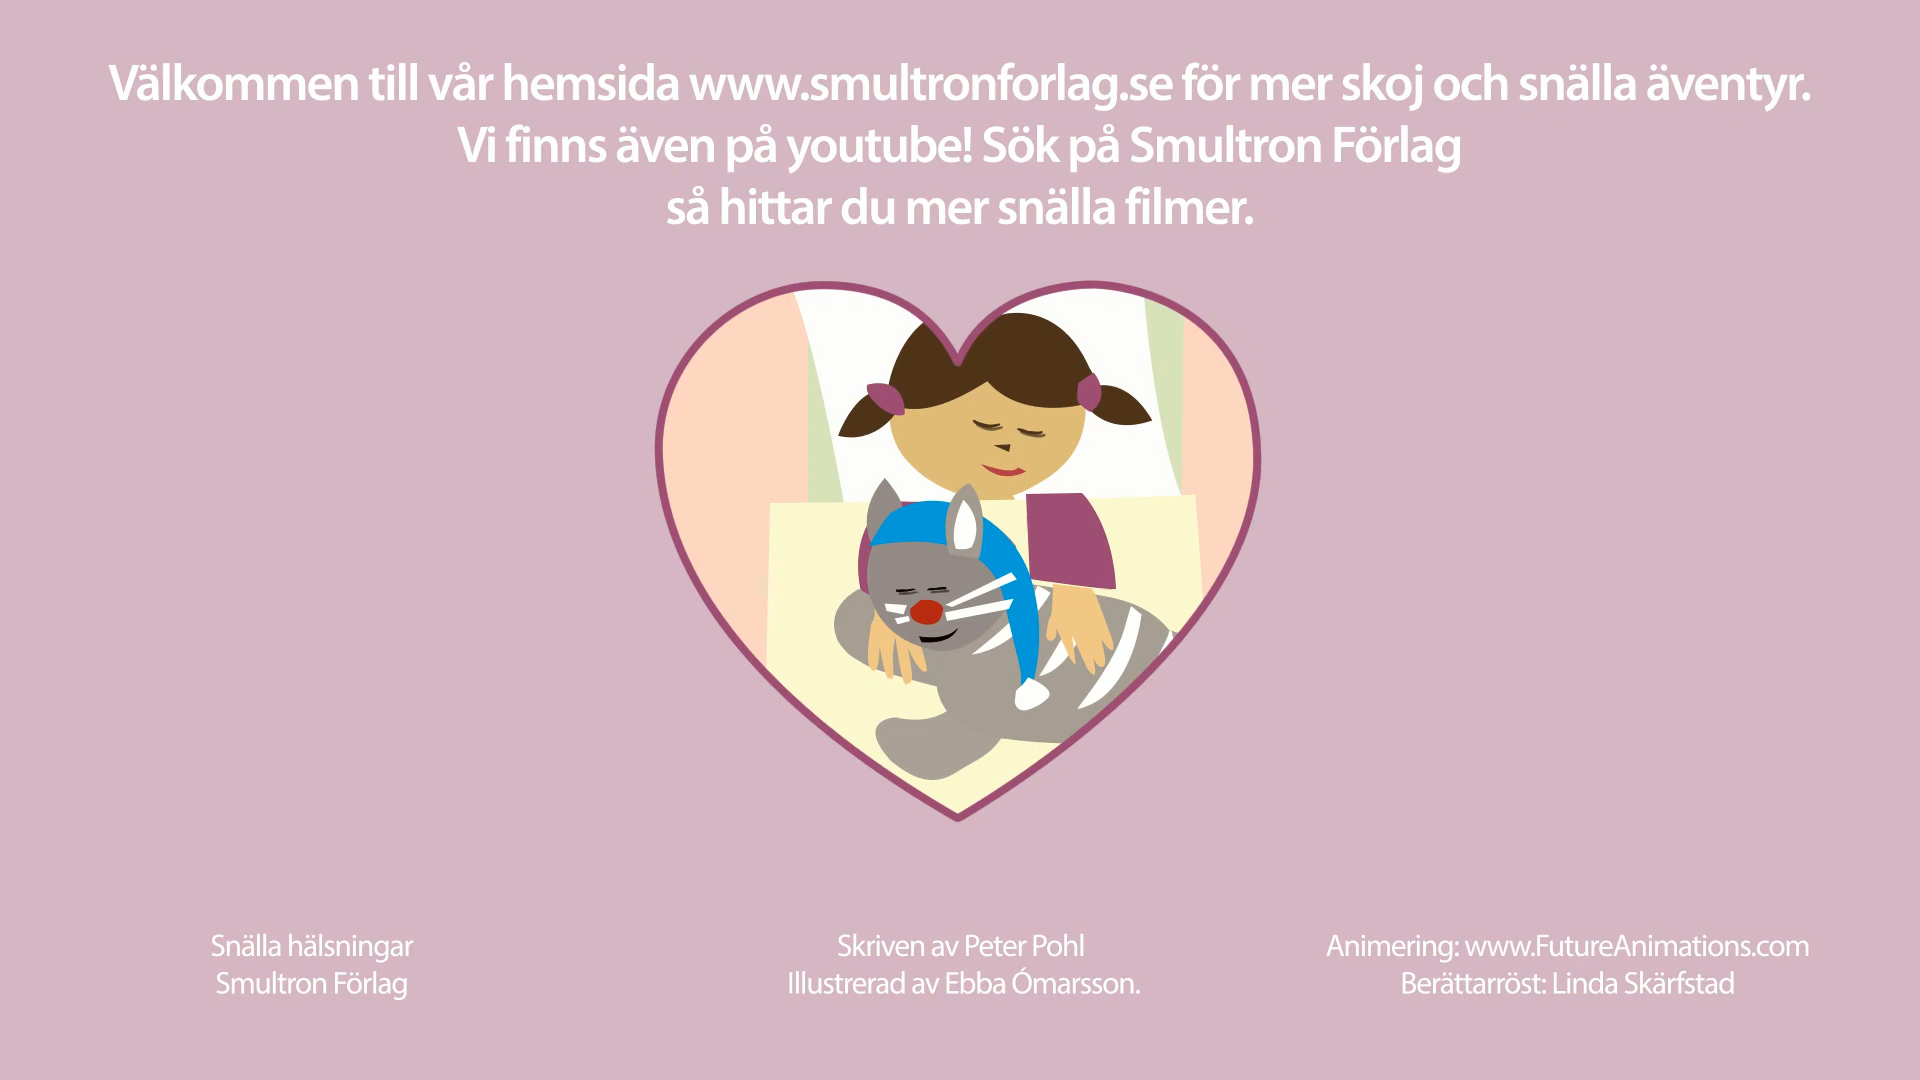 Välkommen till vår hemsida www.smultronforlag.se för mer skoj och snälla äventyr.
Vi finns även på youtube! Sök på Smultron Förlag
så hittar du mer snälla filmer.
Snälla hälsningar
Smultron Förlag
Skriven av Peter Pohl
Illustrerad av Ebba Ómarsson.
Animering: www.FutureAnimations.com
Berättarröst: Linda Skärfstad